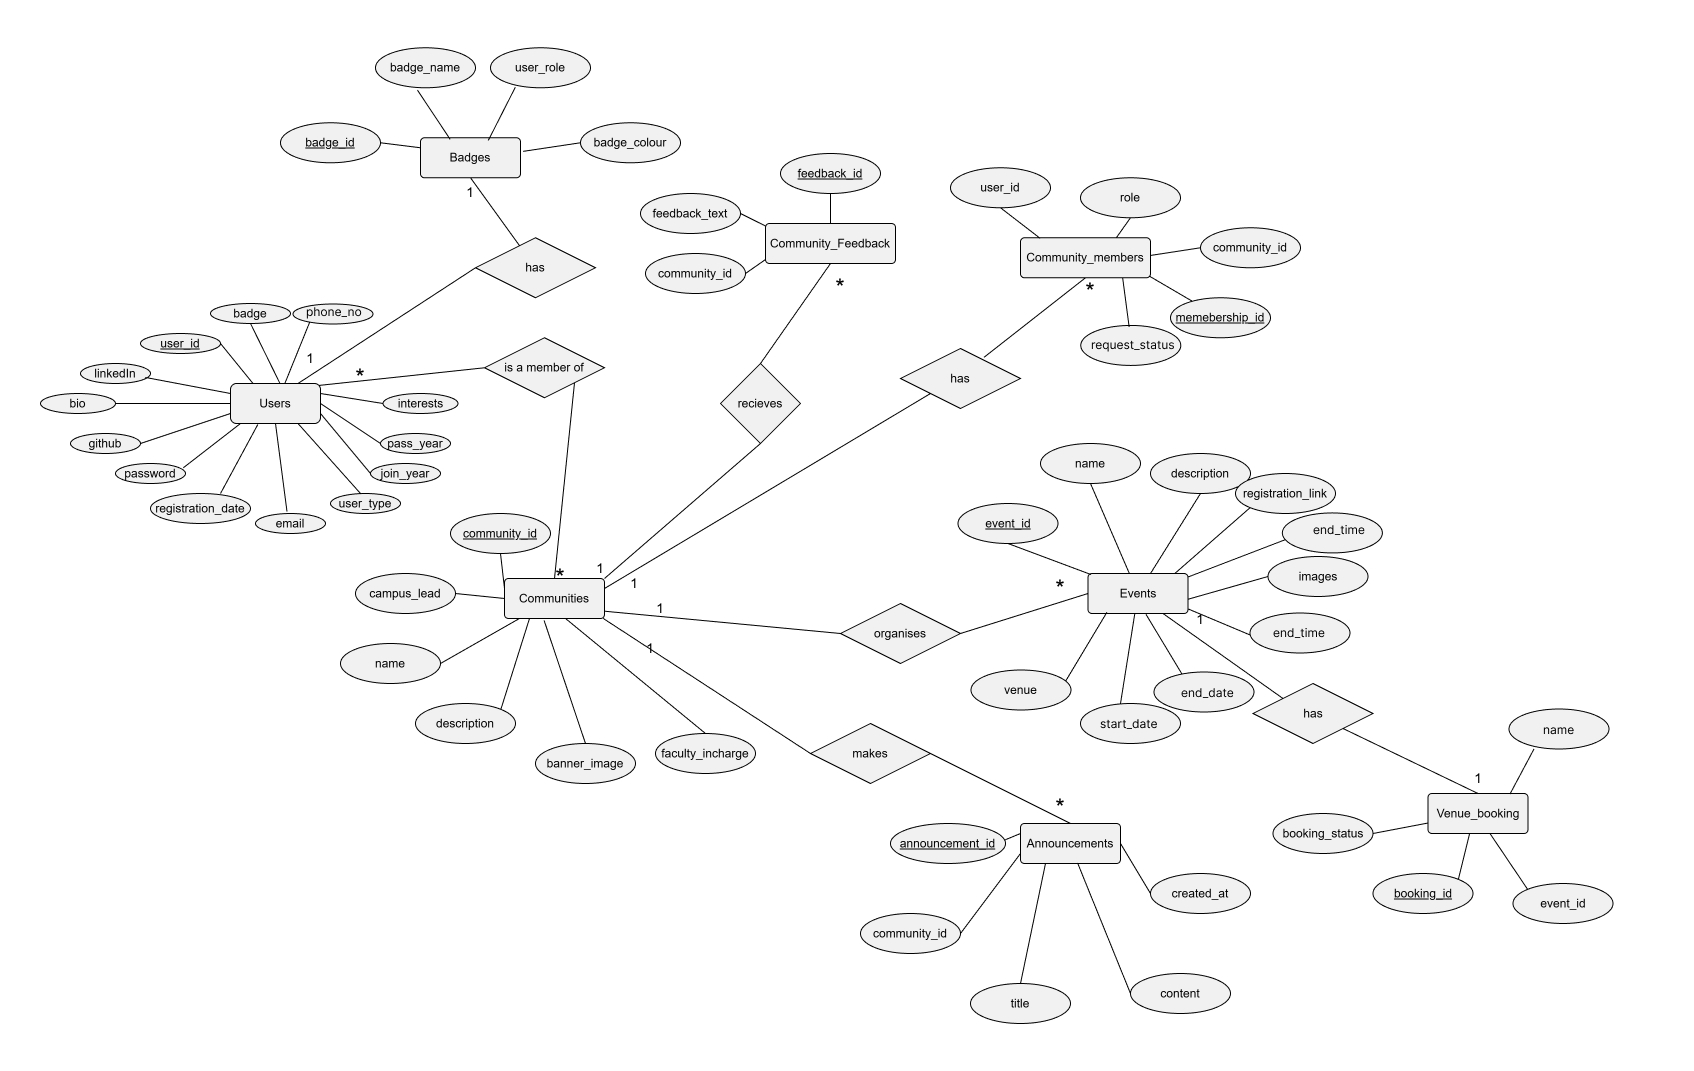 badge_name
user_role
badge_id
badge_colour
Badges
1
has
feedback_id
feedback_text
Community_Feedback
community_id
*
user_id
role
community_id
Community_members
*
memebership_id
request_status
badge
phone_no
user_id
1
linkedIn
*
is a member of
bio
Users
interests
github
pass_year
password
join_year
registration_date
user_type
email
recieves
has
name
description
registration_link
event_id
end_time
images
*
Events
1
end_time
community_id
*
1
1
campus_lead
Communities
1
organises
1
name
venue
end_date
start_date
has
description
banner_image
faculty_incharge
makes
*
name
1
Venue_booking
booking_status
booking_id
event_id
announcement_id
Announcements
created_at
community_id
title
content